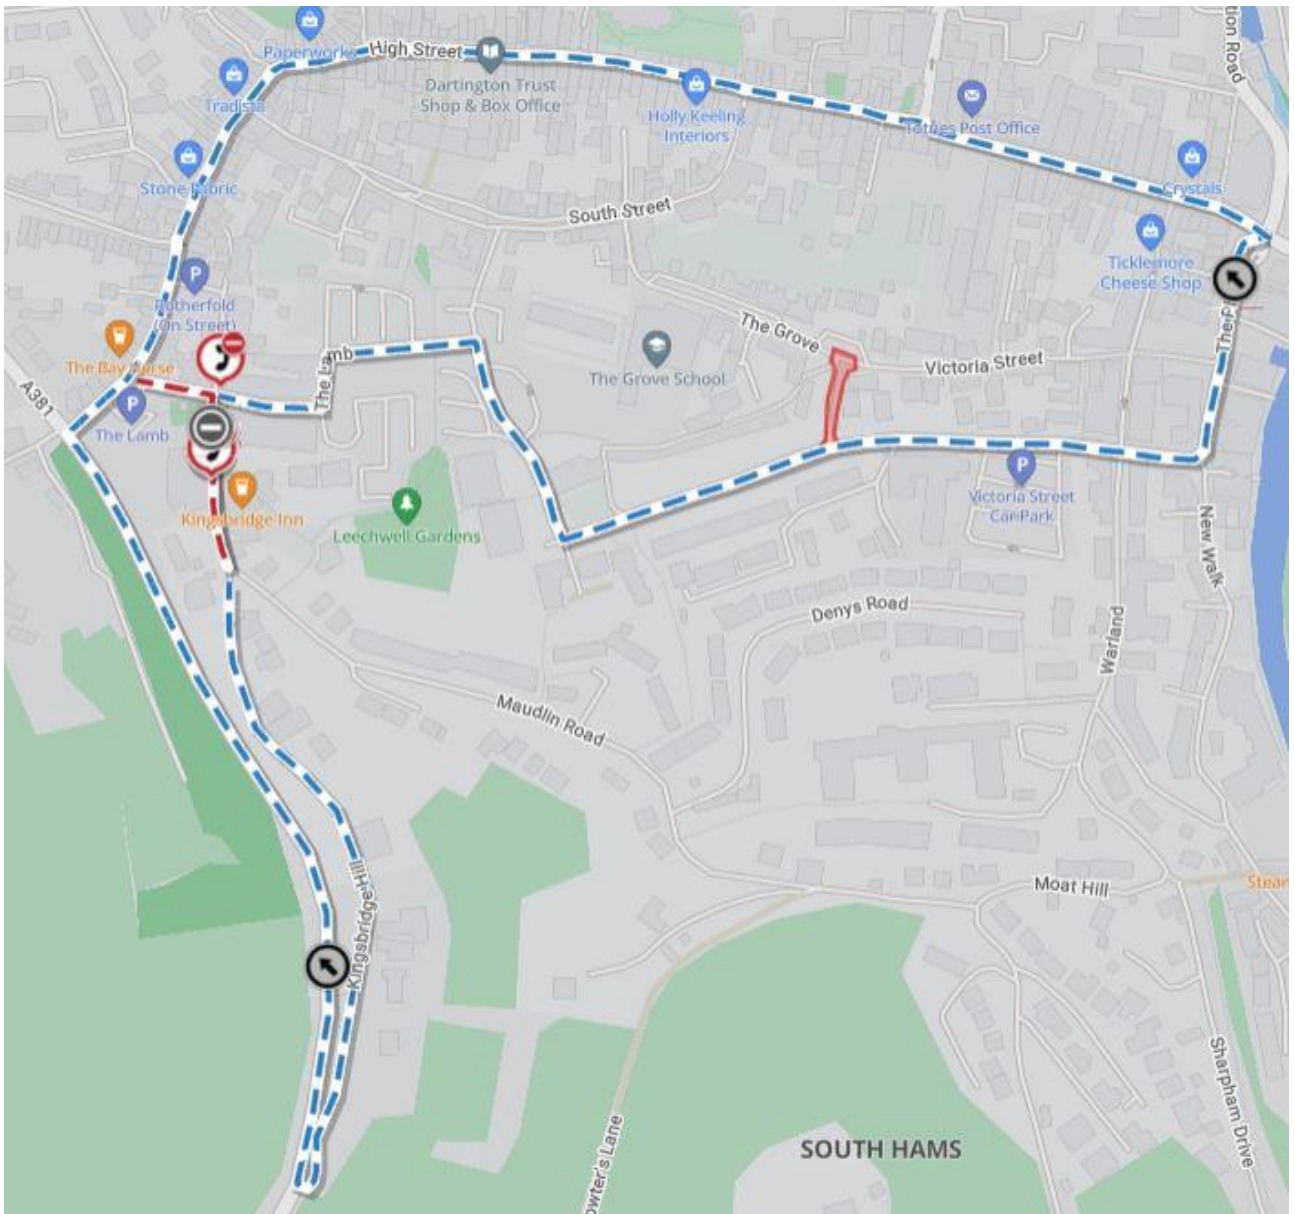 Paperworks
High Street
Tradista
Dartington Trust
Shop & Box Office
Holly Keeling
Interiors
Totnes Post Office
Crystals
Stone Fabric
South Street
Ticklemore
Cheese Shop
P
Rotherfold
(On Street)
The Bay Horse
The Grove
The Grove School
Victoria Street
A381
P
The Lamb
The Lamb
Kingsbridge Inn
Leechwell Gardens
P
Victoria Street
Car Park
New Walk
Denys Road
Warland
Maudlin Road
Moat Hill
Kingsbridge Hill
Sharpham Drive
SOUTH HAMS